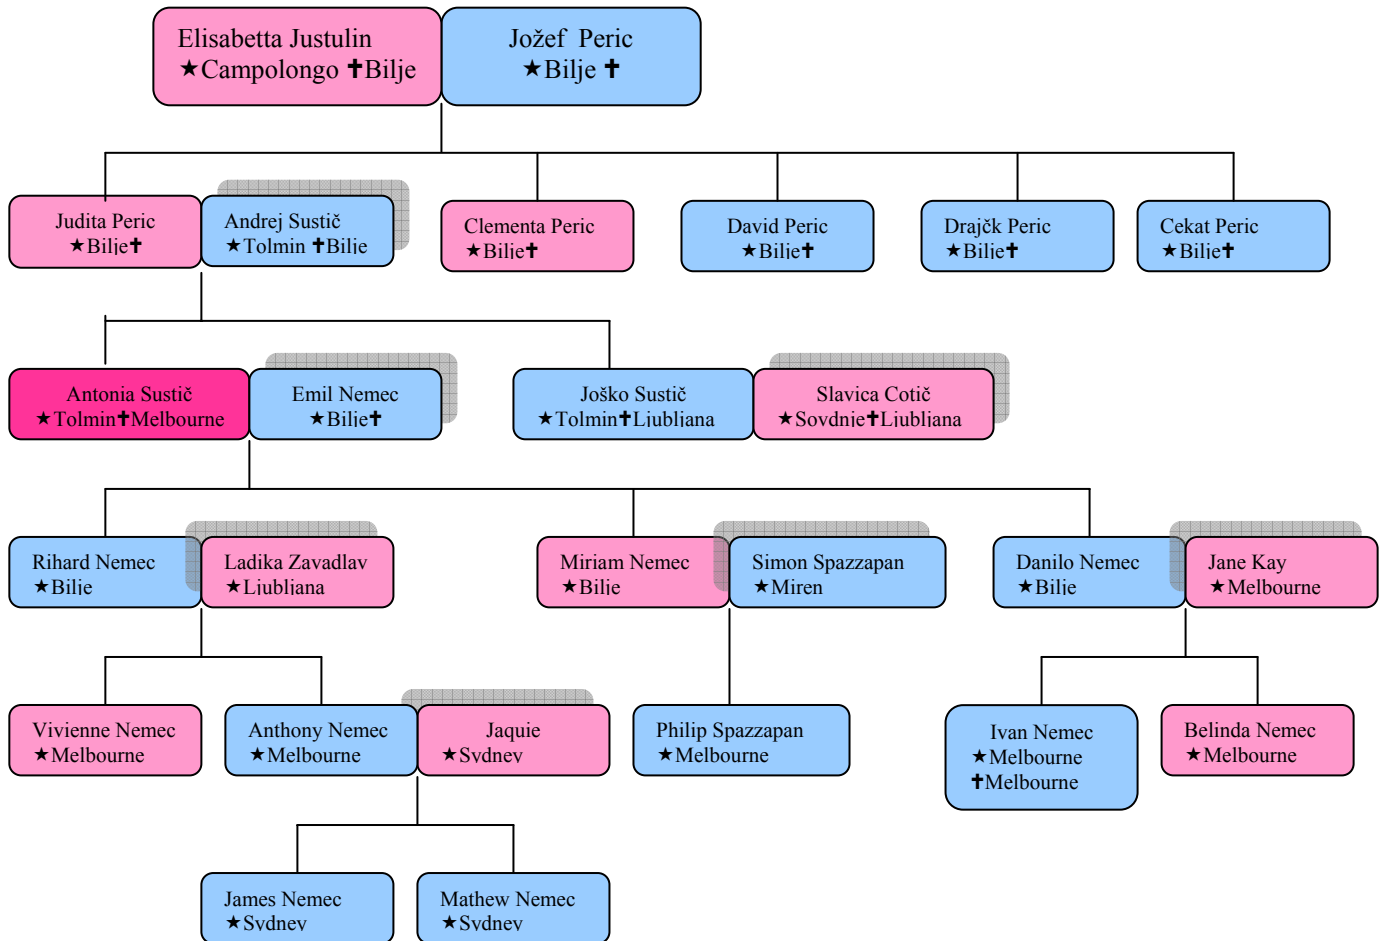 Elisabetta Justulin
★Campolongo ✝Bilje
Jožef Peric
★Bilje ✝
Judita Peric
★Bilje✝
Andrej Sustič
★Tolmin ✝Bilje
Clementa Peric
★Bilje✝
David Peric
★Bilje✝
Drajčk Peric
★Bilje✝
Cekat Peric
★Bilje✝
Antonia Sustič
★Tolmin✝Melbourne
Emil Nemec
★Bilje✝
Joško Sustič
★Tolmin✝Ljubljana
Slavica Cotič
★Sovdnje✝Ljubljana
Rihard Nemec
★Bilje
Ladika Zavadlav
★Ljubljana
Miriam Nemec
★Bilje
Simon Spazzapan
★Miren
Danilo Nemec
★Bilje
Jane Kay
★Melbourne
Vivienne Nemec
★Melbourne
Anthony Nemec
★Melbourne
Jaquie
★Sydney
Philip Spazzapan
★Melbourne
Ivan Nemec
★Melbourne
✝Melbourne
Belinda Nemec
★Melbourne
James Nemec
★Sydney
Mathew Nemec
★Sydney